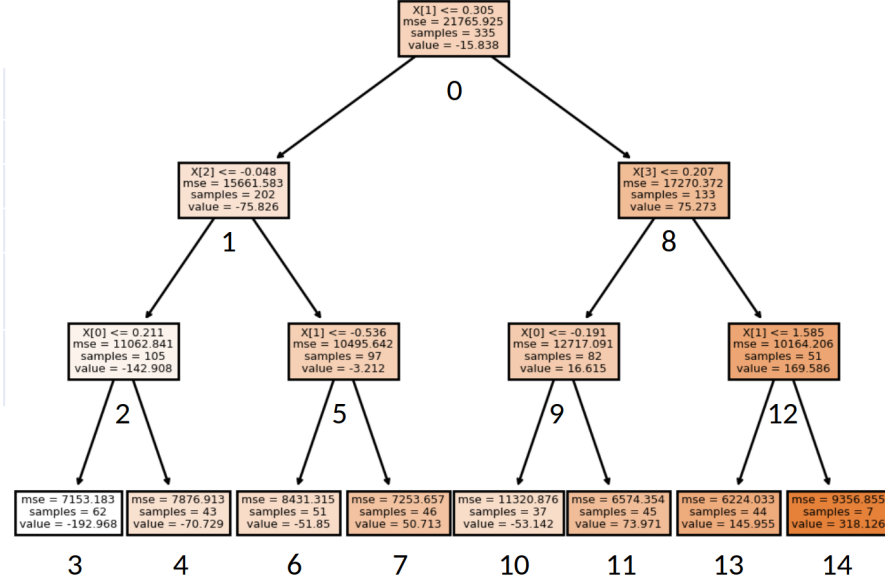 X[1] <= 0.305
mse = 21765.925
samples = 335
value = -15.838
0
X[2] <= -0.048
mse = 15661.583
samples = 202
value = -75.826
X[3] <= 0.207
mse = 17270.372
samples = 133
value = 75.273
1
8
X[0] <= 0.211
mse = 11062.841
samples = 105
value = -142.908
X[1] <= -0.536
mse = 10495.642
samples = 97
value = -3.212
X[0] <= -0.191
mse = 12717.091
samples = 82
value = 16.615
X[1] <= 1.585
mse = 10164.206
samples = 51
value = 169.586
2
5
9
12
mse = 7153.183
samples = 62
value = -192.968
mse = 7876.913
samples = 43
value = -70.729
mse = 8431.315
samples = 51
value = -51.85
mse = 7253.657
samples = 46
value = 50.713
mse = 11320.876
samples = 37
value = -53.142
mse = 6574.354
samples = 45
value = 73.971
mse = 6224.033
samples = 44
value = 145.955
mse = 9356.855
samples = 7
value = 318.126
3
4
6
7
10
11
13
14